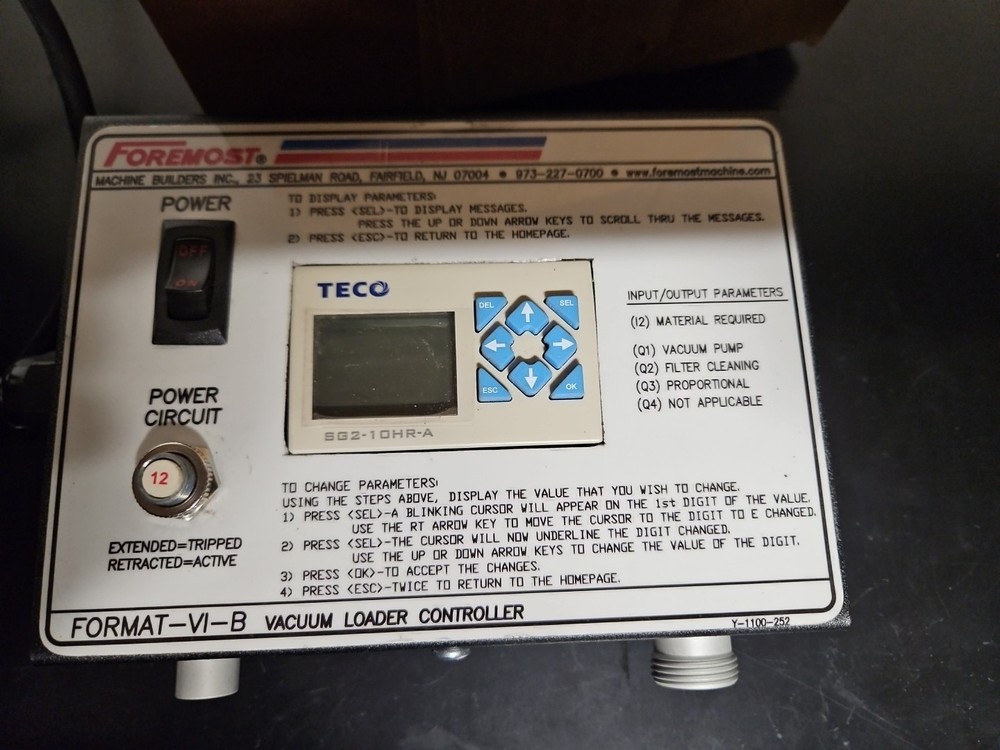 FOREMOST®
MACHINE BUILDERS INC., 23 SPIELMAN ROAD, FAIRFIELD, NJ 07004 • 973-227-0700 • www.foremostmachine.com
POWER
OFF
ON
TO DISPLAY PARAMETERS:
1) PRESS <SEL>-TO DISPLAY MESSAGES.
PRESS THE UP OR DOWN ARROW KEYS TO SCROLL THRU THE MESSAGES.
2) PRESS <ESC>-TO RETURN TO THE HOMEPAGE.
TECO
DEL
SEL
ESC
OK
SG2-10HR-A
INPUT/OUTPUT PARAMETERS
(I2) MATERIAL REQUIRED
(Q1) VACUUM PUMP
(Q2) FILTER CLEANING
(Q3) PROPORTIONAL
(Q4) NOT APPLICABLE
POWER
CIRCUIT
12
EXTENDED=TRIPPED
RETRACTED=ACTIVE
TO CHANGE PARAMETERS:
USING THE STEPS ABOVE, DISPLAY THE VALUE THAT YOU WISH TO CHANGE.
1) PRESS <SEL>-A BLINKING CURSOR WILL APPEAR ON THE 1st DIGIT OF THE VALUE.
USE THE RT ARROW KEY TO MOVE THE CURSOR TO THE DIGIT TO E CHANGED.
2) PRESS <SEL>-THE CURSOR WILL NOW UNDERLINE THE DIGIT CHANGED.
USE THE UP OR DOWN ARROW KEYS TO CHANGE THE VALUE OF THE DIGIT.
3) PRESS <OK>-TO ACCEPT THE CHANGES.
4) PRESS <ESC>-TWICE TO RETURN TO THE HOMEPAGE.
FORMAT-VI-B VACUUM LOADER CONTROLLER
Y-1100-252